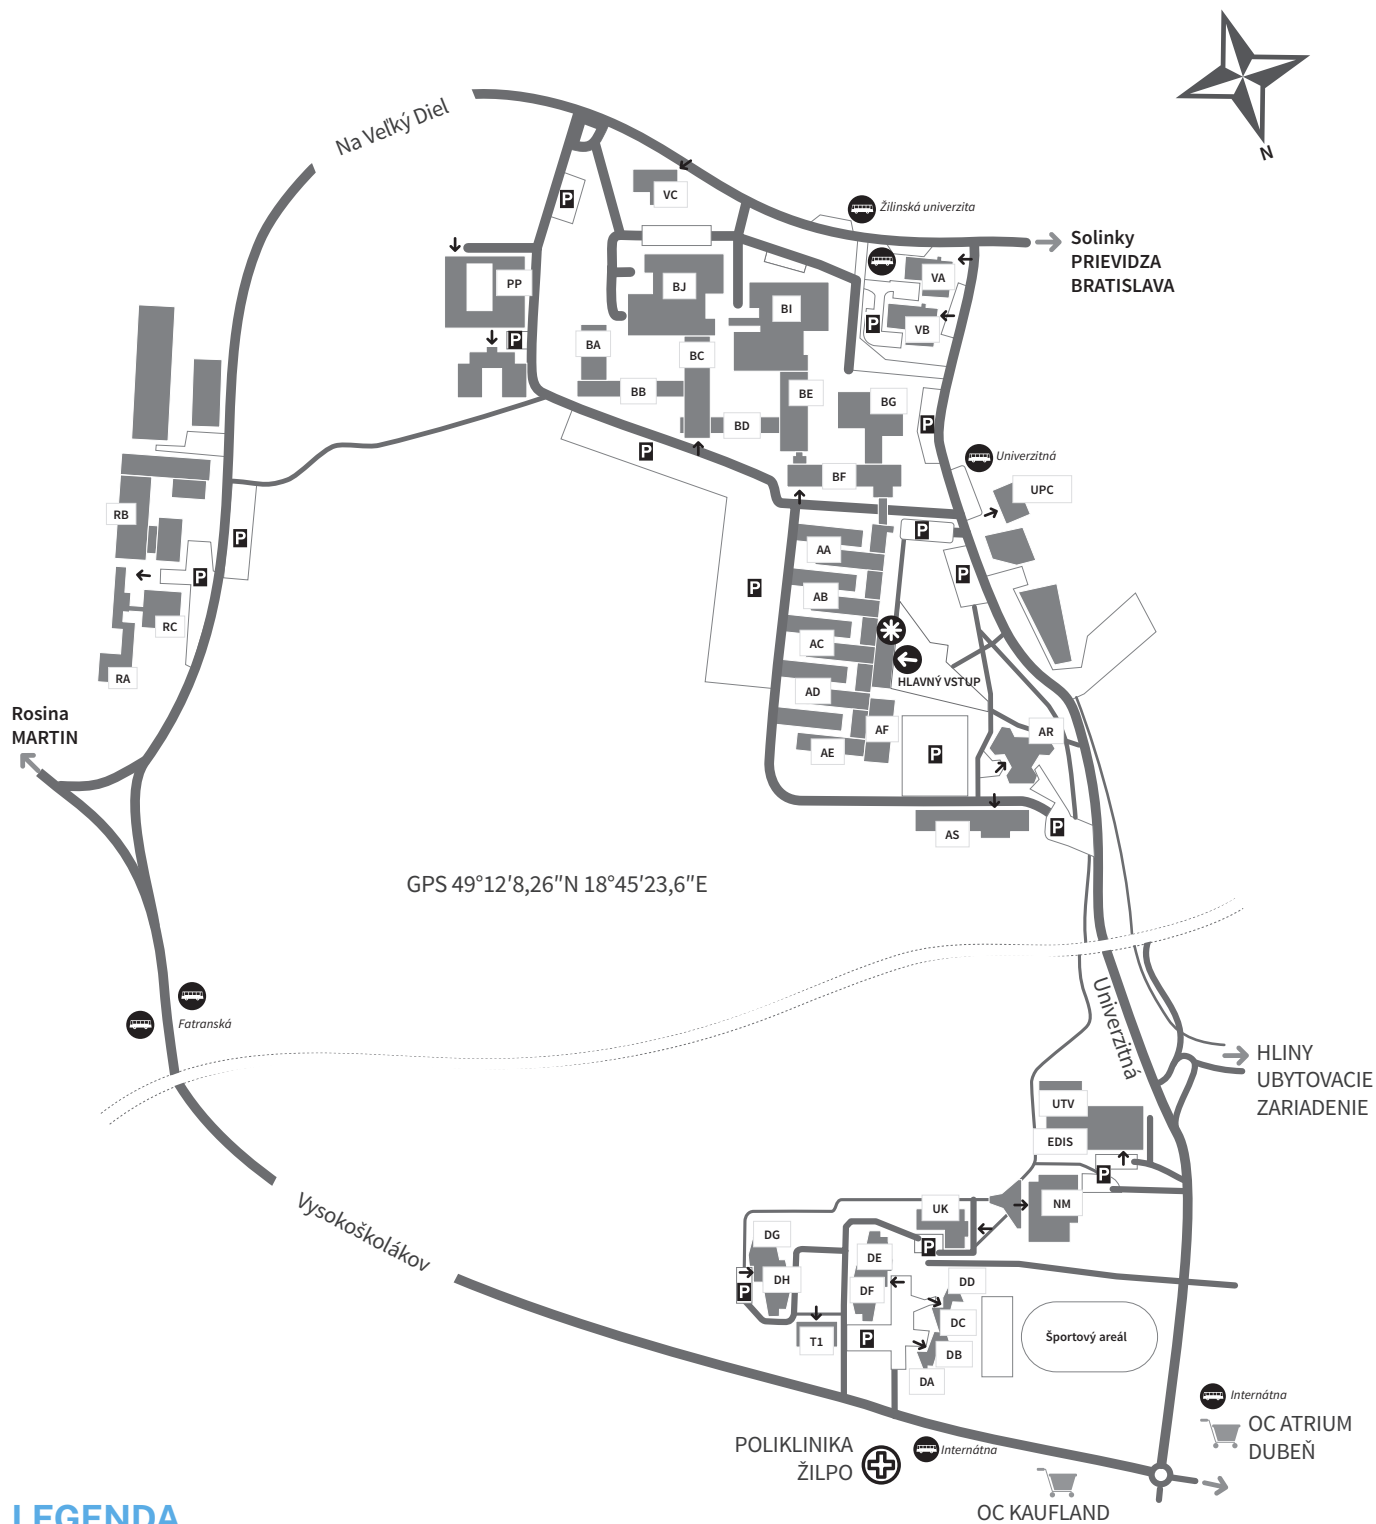 N
Na Veľký Diel
VC
Žilinská univerzita
Solinky
PRIEVIDZA
BRATISLAVA
P
PP
BJ
VA
BI
VB
P
P
BA
BC
BB
BE
BG
BD
P
P
Univerzitná
BF
UPC
RB
P
P
AA
P
P
P
AB
RC
AC
HLAVNÝ VSTUP
RA
AD
Rosina
MARTIN
AF
AR
AE
P
AS
P
GPS 49°12′8,26″N 18°45′23,6″E
Fatranská
Univerzitná
HLINY
UBYTOVACIE
ZARIADENIE
UTV
EDIS
P
NM
UK
Vysokoškolákov
DG
P
DE
DH
DD
P
DF
DC
T1
P
Športový areál
DB
DA
Internátna
OC ATRIUM
DUBEŇ
POLIKLINIKA
ŽILPO
Internátna
OC KAUFLAND
LEGENDA